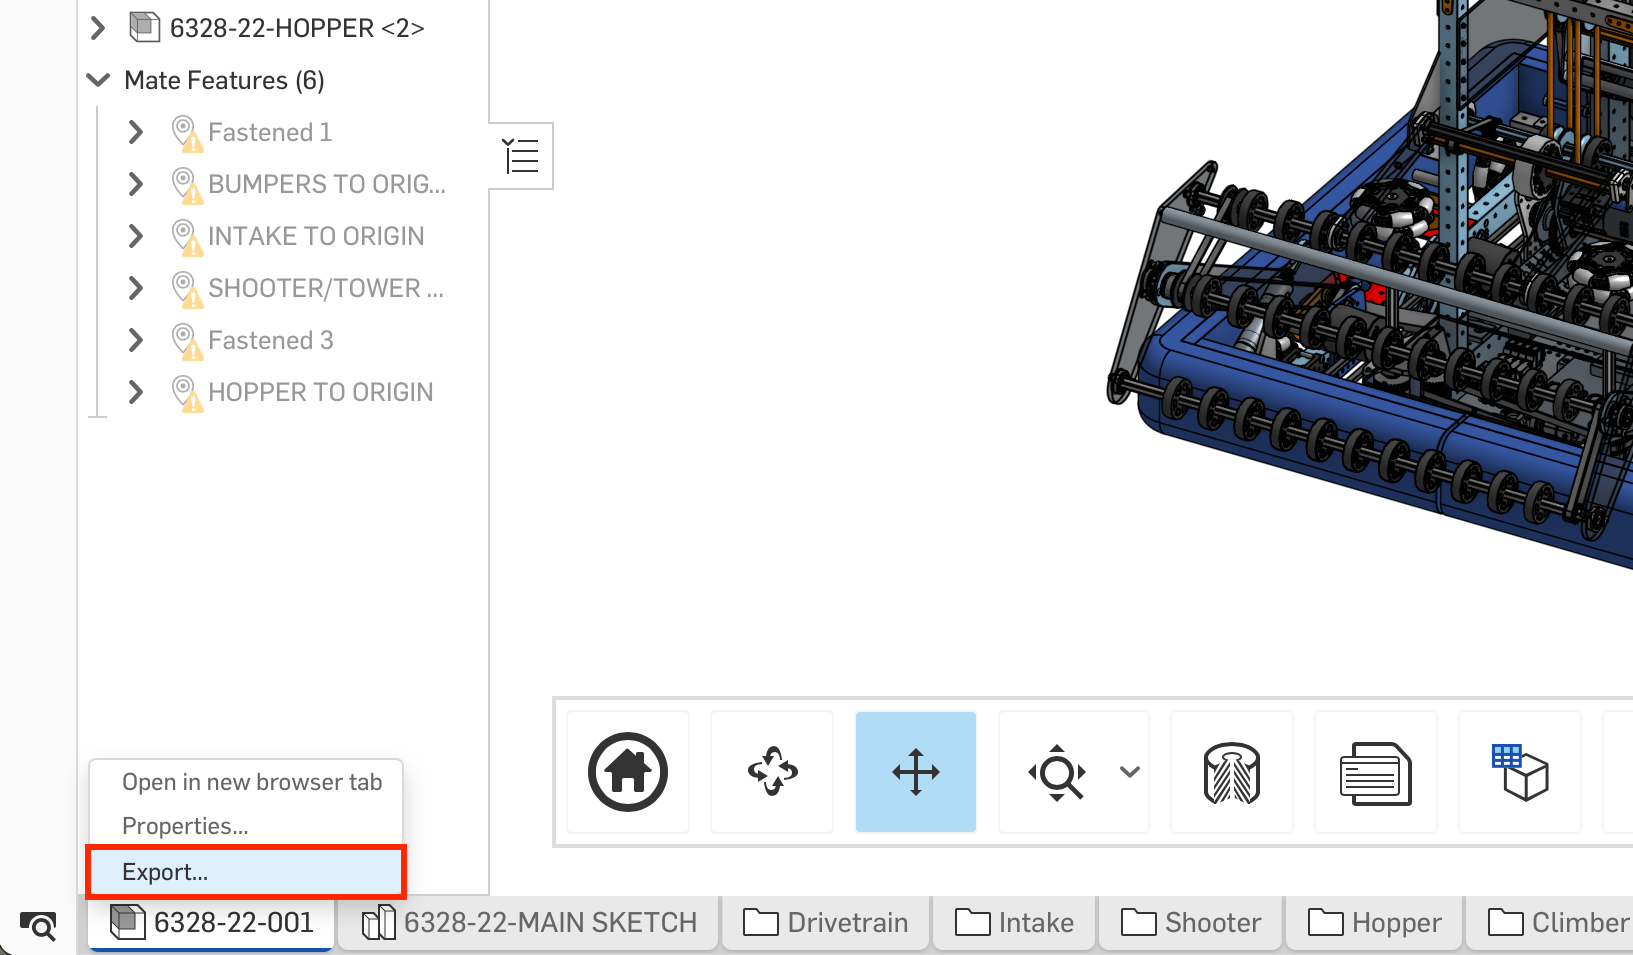 6328-22-HOPPER <2>
Mate Features (6)
Fastened 1
BUMPERS TO ORIG...
INTAKE TO ORIGIN
SHOOTER/TOWER ...
Fastened 3
HOPPER TO ORIGIN
Open in new browser tab
Properties...
Export...
6328-22-001
6328-22-MAIN SKETCH
Drivetrain
Intake
Shooter
Hopper
Climber